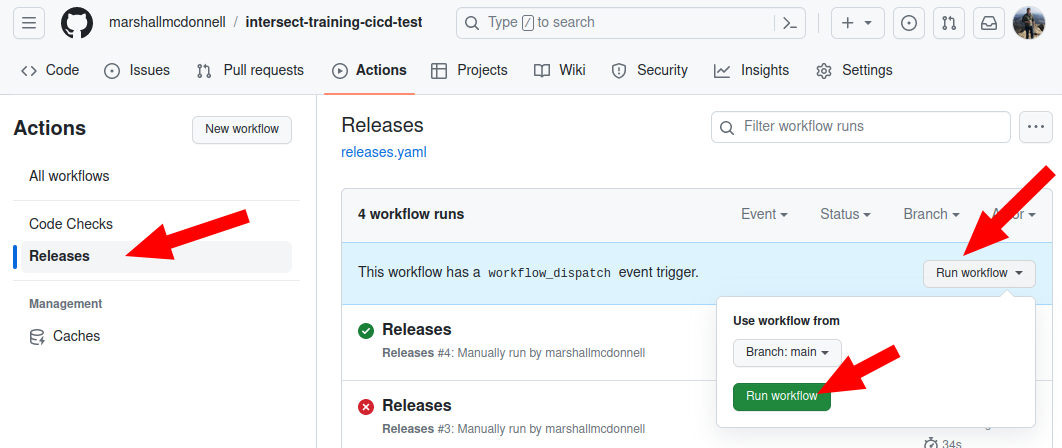 marshallmcdonnell / intersect-training-cicd-test
Type / to search
Code
Issues
Pull requests
Actions
Projects
Wiki
Security
Insights
Settings
Actions
New workflow
All workflows
Code Checks
Releases
Management
Caches
Releases
releases.yaml
Filter workflow runs
4 workflow runs
Event
Status
Branch
This workflow has a workflow_dispatch event trigger.
Run workflow
Use workflow from
Branch: main
Run workflow
Releases
Releases #4: Manually run by marshallmcdonnell
Releases
Releases #3: Manually run by marshallmcdonnell
34s